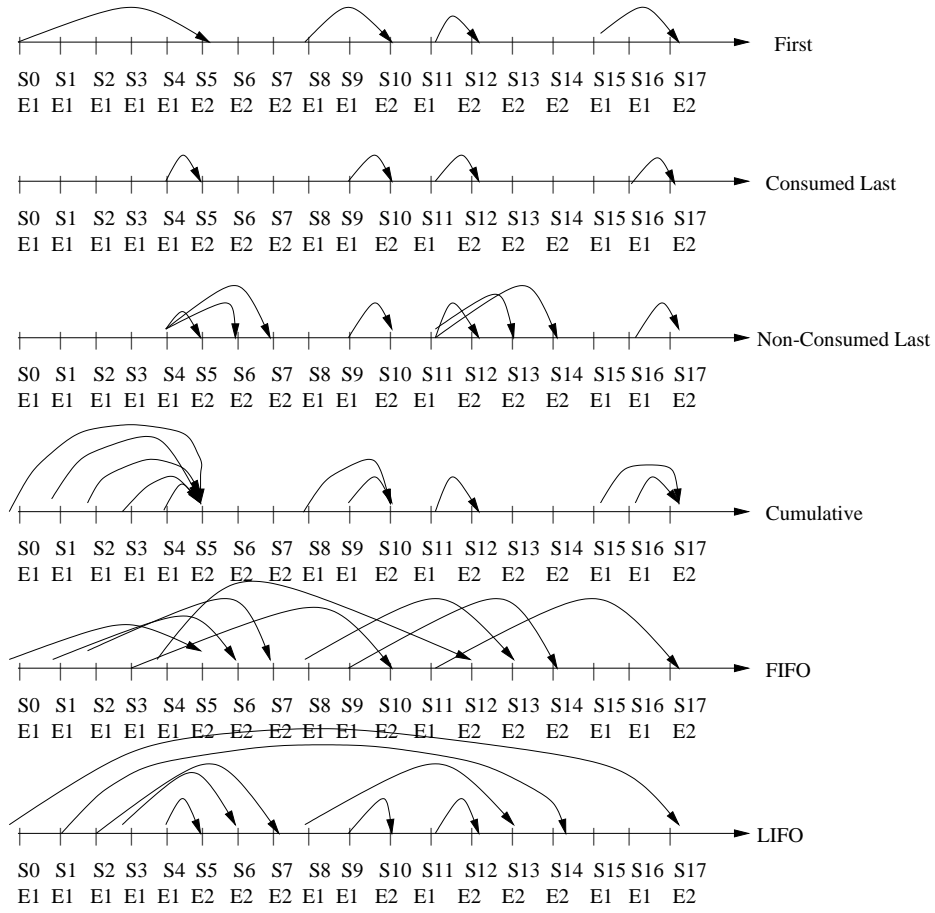 First
S0 S1 S2 S3 S4 S5 S6 S7 S8 S9 S10 S11 S12 S13 S14 S15 S16 S17
E1 E1 E1 E1 E1 E2 E2 E2 E1 E1 E2 E1 E2 E2 E2 E1 E1 E2
Consumed Last
S0 S1 S2 S3 S4 S5 S6 S7 S8 S9 S10 S11 S12 S13 S14 S15 S16 S17
E1 E1 E1 E1 E1 E2 E2 E2 E1 E1 E2 E1 E2 E2 E2 E1 E1 E2
Non-Consumed Last
S0 S1 S2 S3 S4 S5 S6 S7 S8 S9 S10 S11 S12 S13 S14 S15 S16 S17
E1 E1 E1 E1 E1 E2 E2 E2 E1 E1 E2 E1 E2 E2 E2 E1 E1 E2
Cumulative
S0 S1 S2 S3 S4 S5 S6 S7 S8 S9 S10 S11 S12 S13 S14 S15 S16 S17
E1 E1 E1 E1 E1 E2 E2 E2 E1 E1 E2 E1 E2 E2 E2 E1 E1 E2
FIFO
S0 S1 S2 S3 S4 S5 S6 S7 S8 S9 S10 S11 S12 S13 S14 S15 S16 S17
E1 E1 E1 E1 E1 E2 E2 E2 E1 E1 E2 E1 E2 E2 E2 E1 E1 E2
LIFO
S0 S1 S2 S3 S4 S5 S6 S7 S8 S9 S10 S11 S12 S13 S14 S15 S16 S17
E1 E1 E1 E1 E1 E2 E2 E2 E1 E1 E2 E1 E2 E2 E2 E1 E1 E2